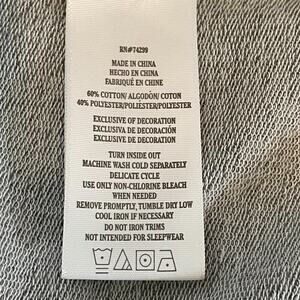 RN#74299
MADE IN CHINA
HECHO EN CHINA
FABRIQUÉ EN CHINE
60% COTTON/ ALGODÓN/ COTON
40% POLYESTER/POLIÉSTER/POLYESTER
EXCLUSIVE OF DECORATION
EXCLUSIVA DE DECORACIÓN
EXCLUSIVE DE DÉCORATION
TURN INSIDE OUT
MACHINE WASH COLD SEPARATELY
DELICATE CYCLE
USE ONLY NON-CHLORINE BLEACH
WHEN NEEDED
REMOVE PROMPTLY, TUMBLE DRY LOW
COOL IRON IF NECESSARY
DO NOT IRON TRIMS
NOT INTENDED FOR SLEEPWEAR